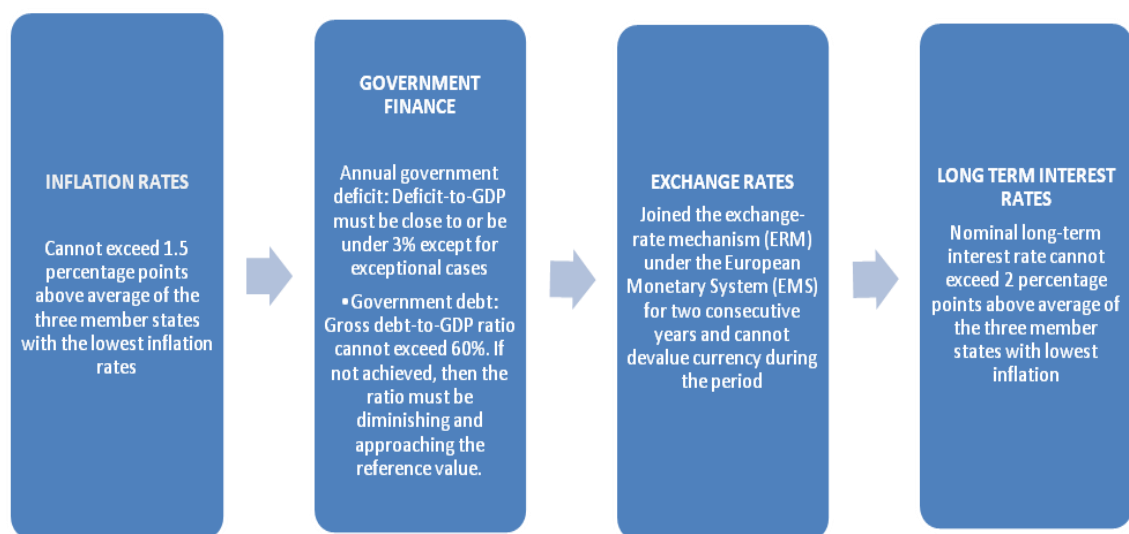 INFLATION RATES
Cannot exceed 1.5
percentage points
above average of the
three member states
with the lowest inflation
rates
GOVERNMENT
FINANCE
Annual government
deficit: Deficit-to-GDP
must be close to or be
under 3% except for
exceptional cases
•Government debt:
Gross debt-to-GDP ratio
cannot exceed 60%. If
not achieved, then the
ratio must be
diminishing and
approaching the
reference value.
EXCHANGE RATES
Joined the exchange-
rate mechanism (ERM)
under the European
Monetary System (EMS)
for two consecutive
years and cannot
devalue currency during
the period
LONG TERM INTEREST
RATES
Nominal long-term
interest rate cannot
exceed 2 percentage
points above average of
the three member
states with lowest
inflation